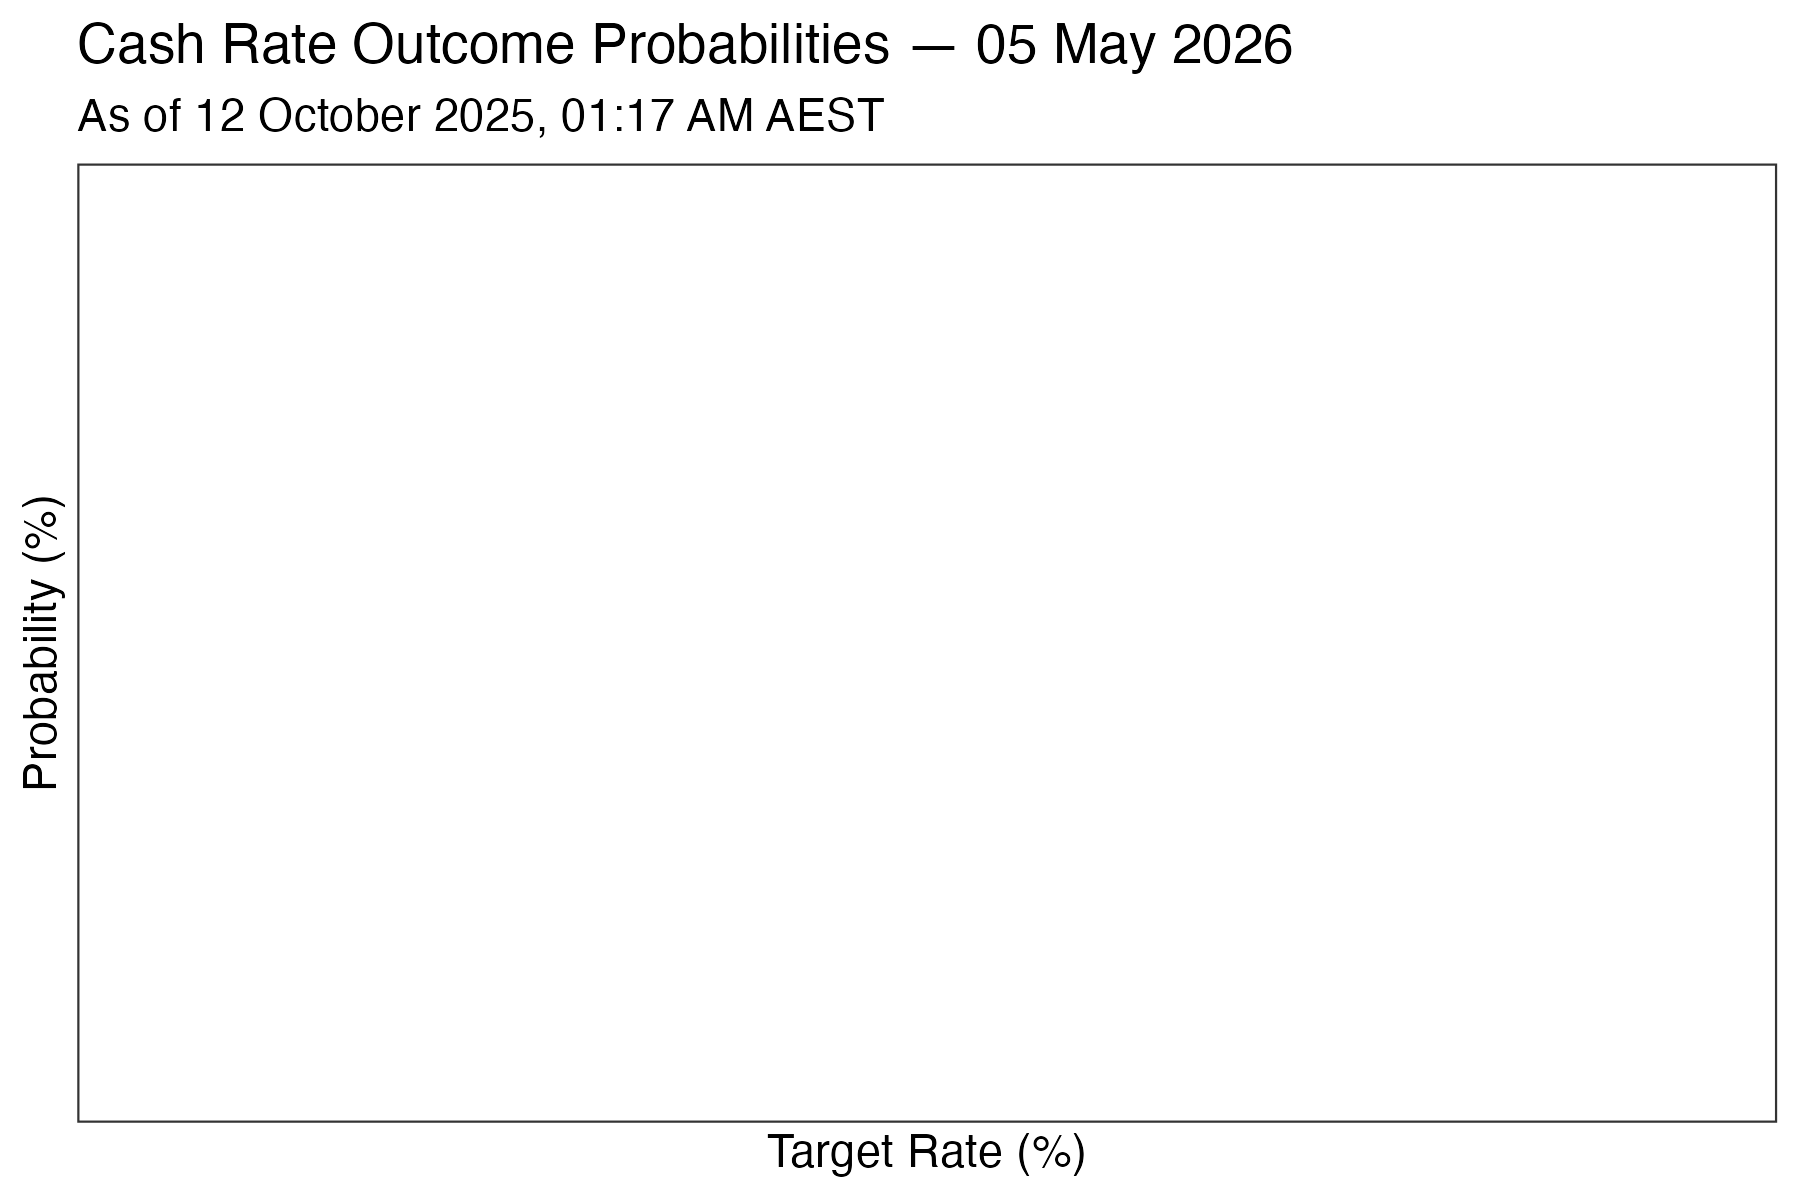 Cash Rate Outcome Probabilities — 05 May 2026
As of 12 October 2025, 01:17 AM AEST
Probability (%)
Target Rate (%)